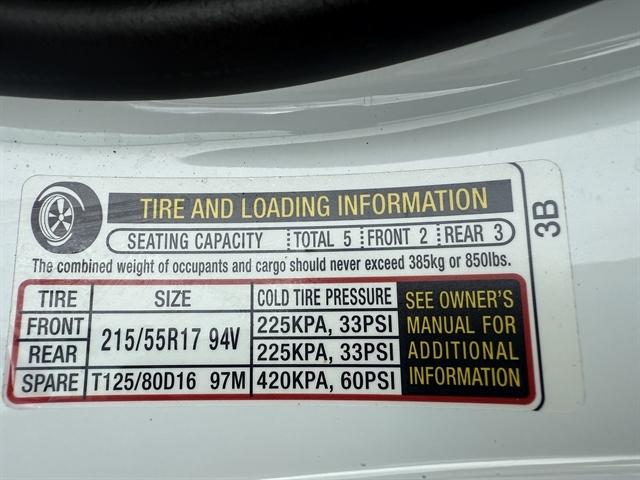 TIRE AND LOADING INFORMATION
SEATING CAPACITY TOTAL 5 FRONT 2 REAR 3
The combined weight of occupants and cargo should never exceed 385kg or 850lbs.
TIRE SIZE COLD TIRE PRESSURE
FRONT 215/55R17 94V 225KPA, 33PSI
REAR 225KPA, 33PSI
SPARE T125/80D16 97M 420KPA, 60PSI
SEE OWNER'S
MANUAL FOR
ADDITIONAL
INFORMATION
3B